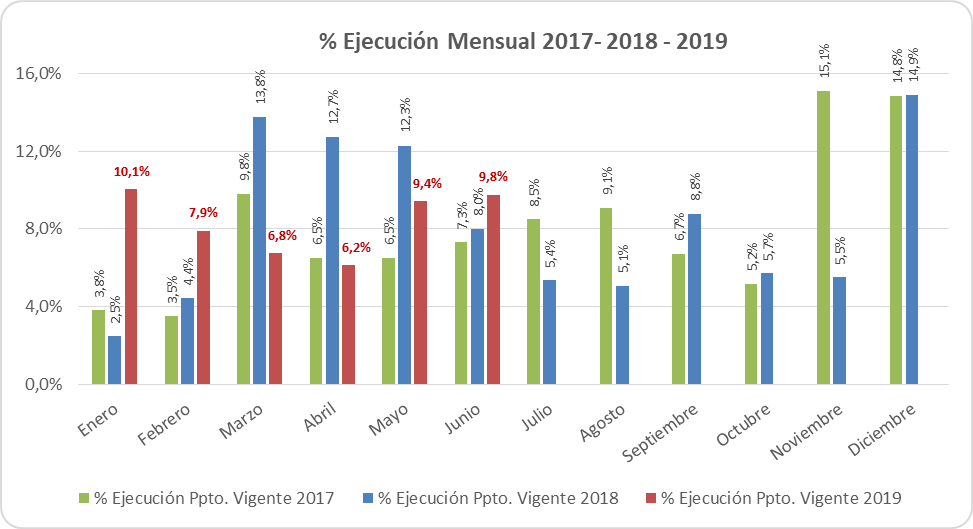 % Ejecución Mensual 2017- 2018 - 2019
16,0%
12,0%
8,0%
4,0%
0,0%
3,8%
2,5%
10,1%
3,5%
4,4%
7,9%
9,8%
13,8%
6,8%
6,5%
12,7%
6,2%
6,5%
12,3%
9,4%
7,3%
8,0%
9,8%
8,5%
5,4%
9,1%
5,1%
6,7%
8,8%
5,2%
5,7%
15,1%
5,5%
14,8%
14,9%
Enero
Febrero
Marzo
Abril
Mayo
Junio
Julio
Agosto
Septiembre
Octubre
Noviembre
Diciembre
% Ejecución Ppto. Vigente 2017
% Ejecución Ppto. Vigente 2018
% Ejecución Ppto. Vigente 2019